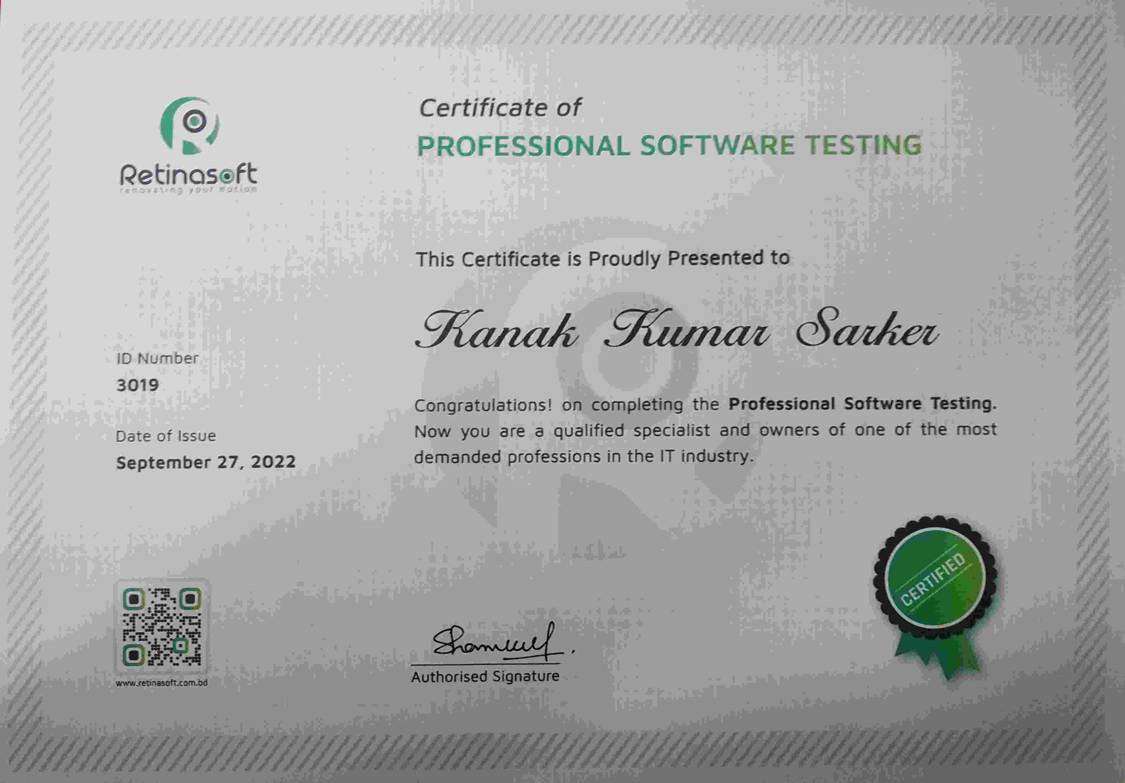 Retinasoft
renovating your notion
Certificate of
PROFESSIONAL SOFTWARE TESTING
This Certificate is Proudly Presented to
Kanak Kumar Sarker
ID Number
3019
Date of Issue
September 27, 2022
Congratulations! on completing the Professional Software Testing.
Now you are a qualified specialist and owners of one of the most
demanded professions in the IT industry.
CERTIFIED
www.retinasoft.com.bd
Authorised Signature